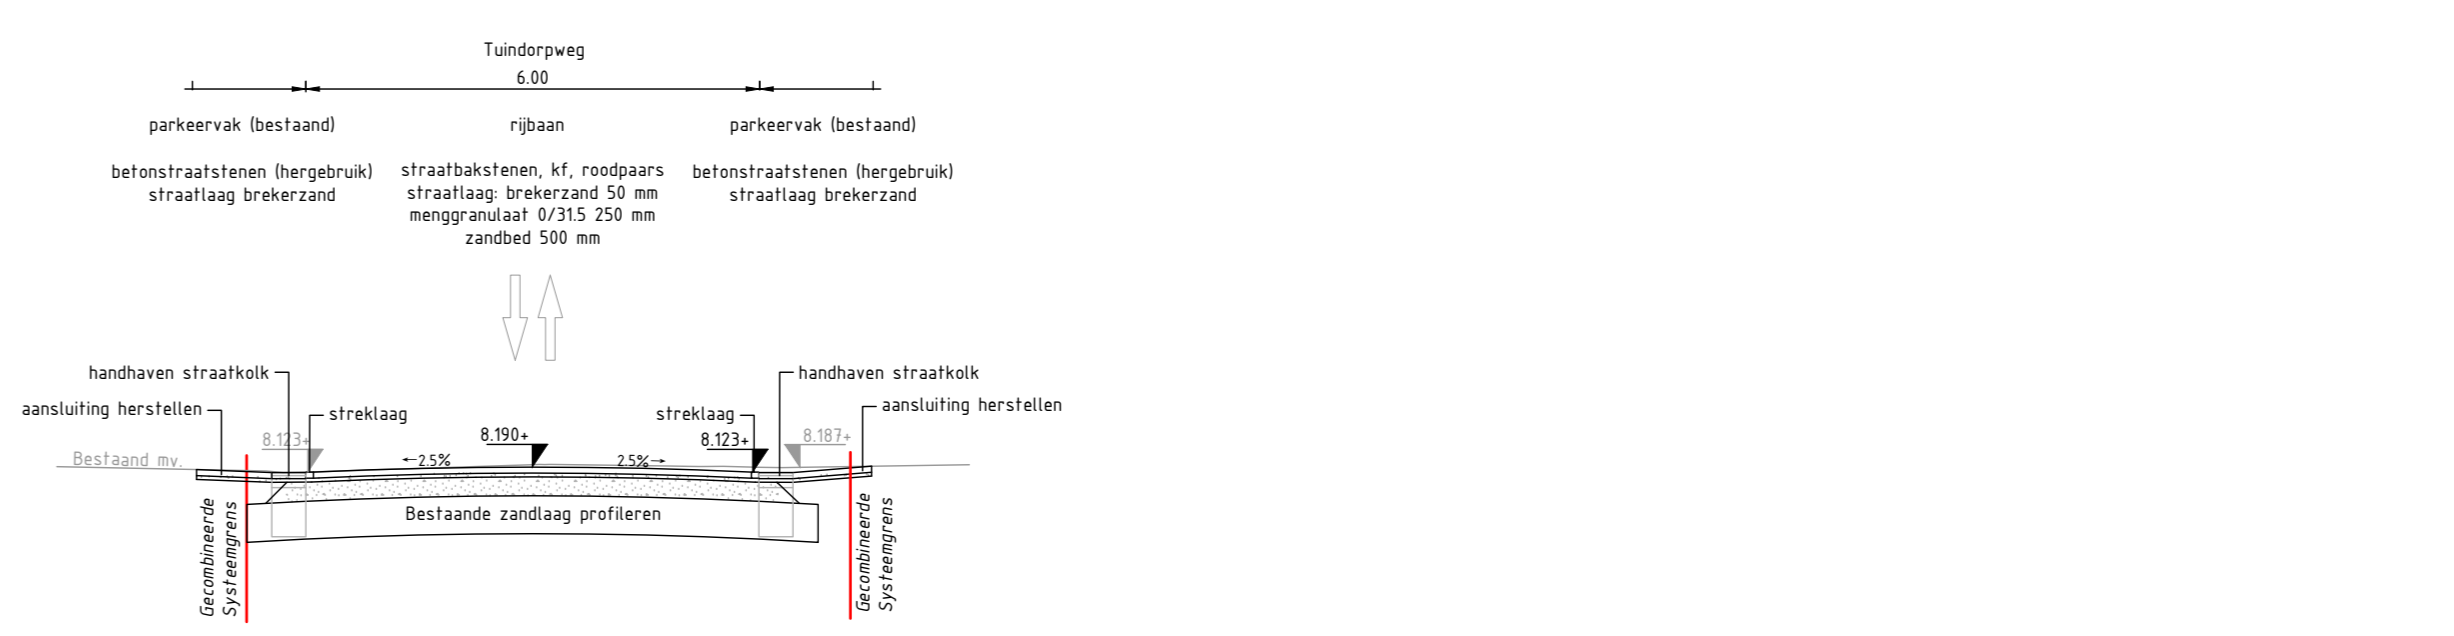 Tuindorpweg
6.00
parkeervak (bestaand)
rijbaan
parkeervak (bestaand)
betonstraatstenen (hergebruik)
straatlaag brekerzand
straatbakstenen, kf, roodpaars
straatlaag: brekerzand 50 mm
menggranulaat 0/31.5 250 mm
zandbed 500 mm
betonstraatstenen (hergebruik)
straatlaag brekerzand
handhaven straatkolk
handhaven straatkolk
aansluiting herstellen
streklaag
streklaag
aansluiting herstellen
8.123+
8.190+
8.123+
8.187+
Bestaand mv.
←2.5%
2.5%→
Bestaande zandlaag profileren
Gecombineerde
Systeemgrens
Gecombineerde
Systeemgrens